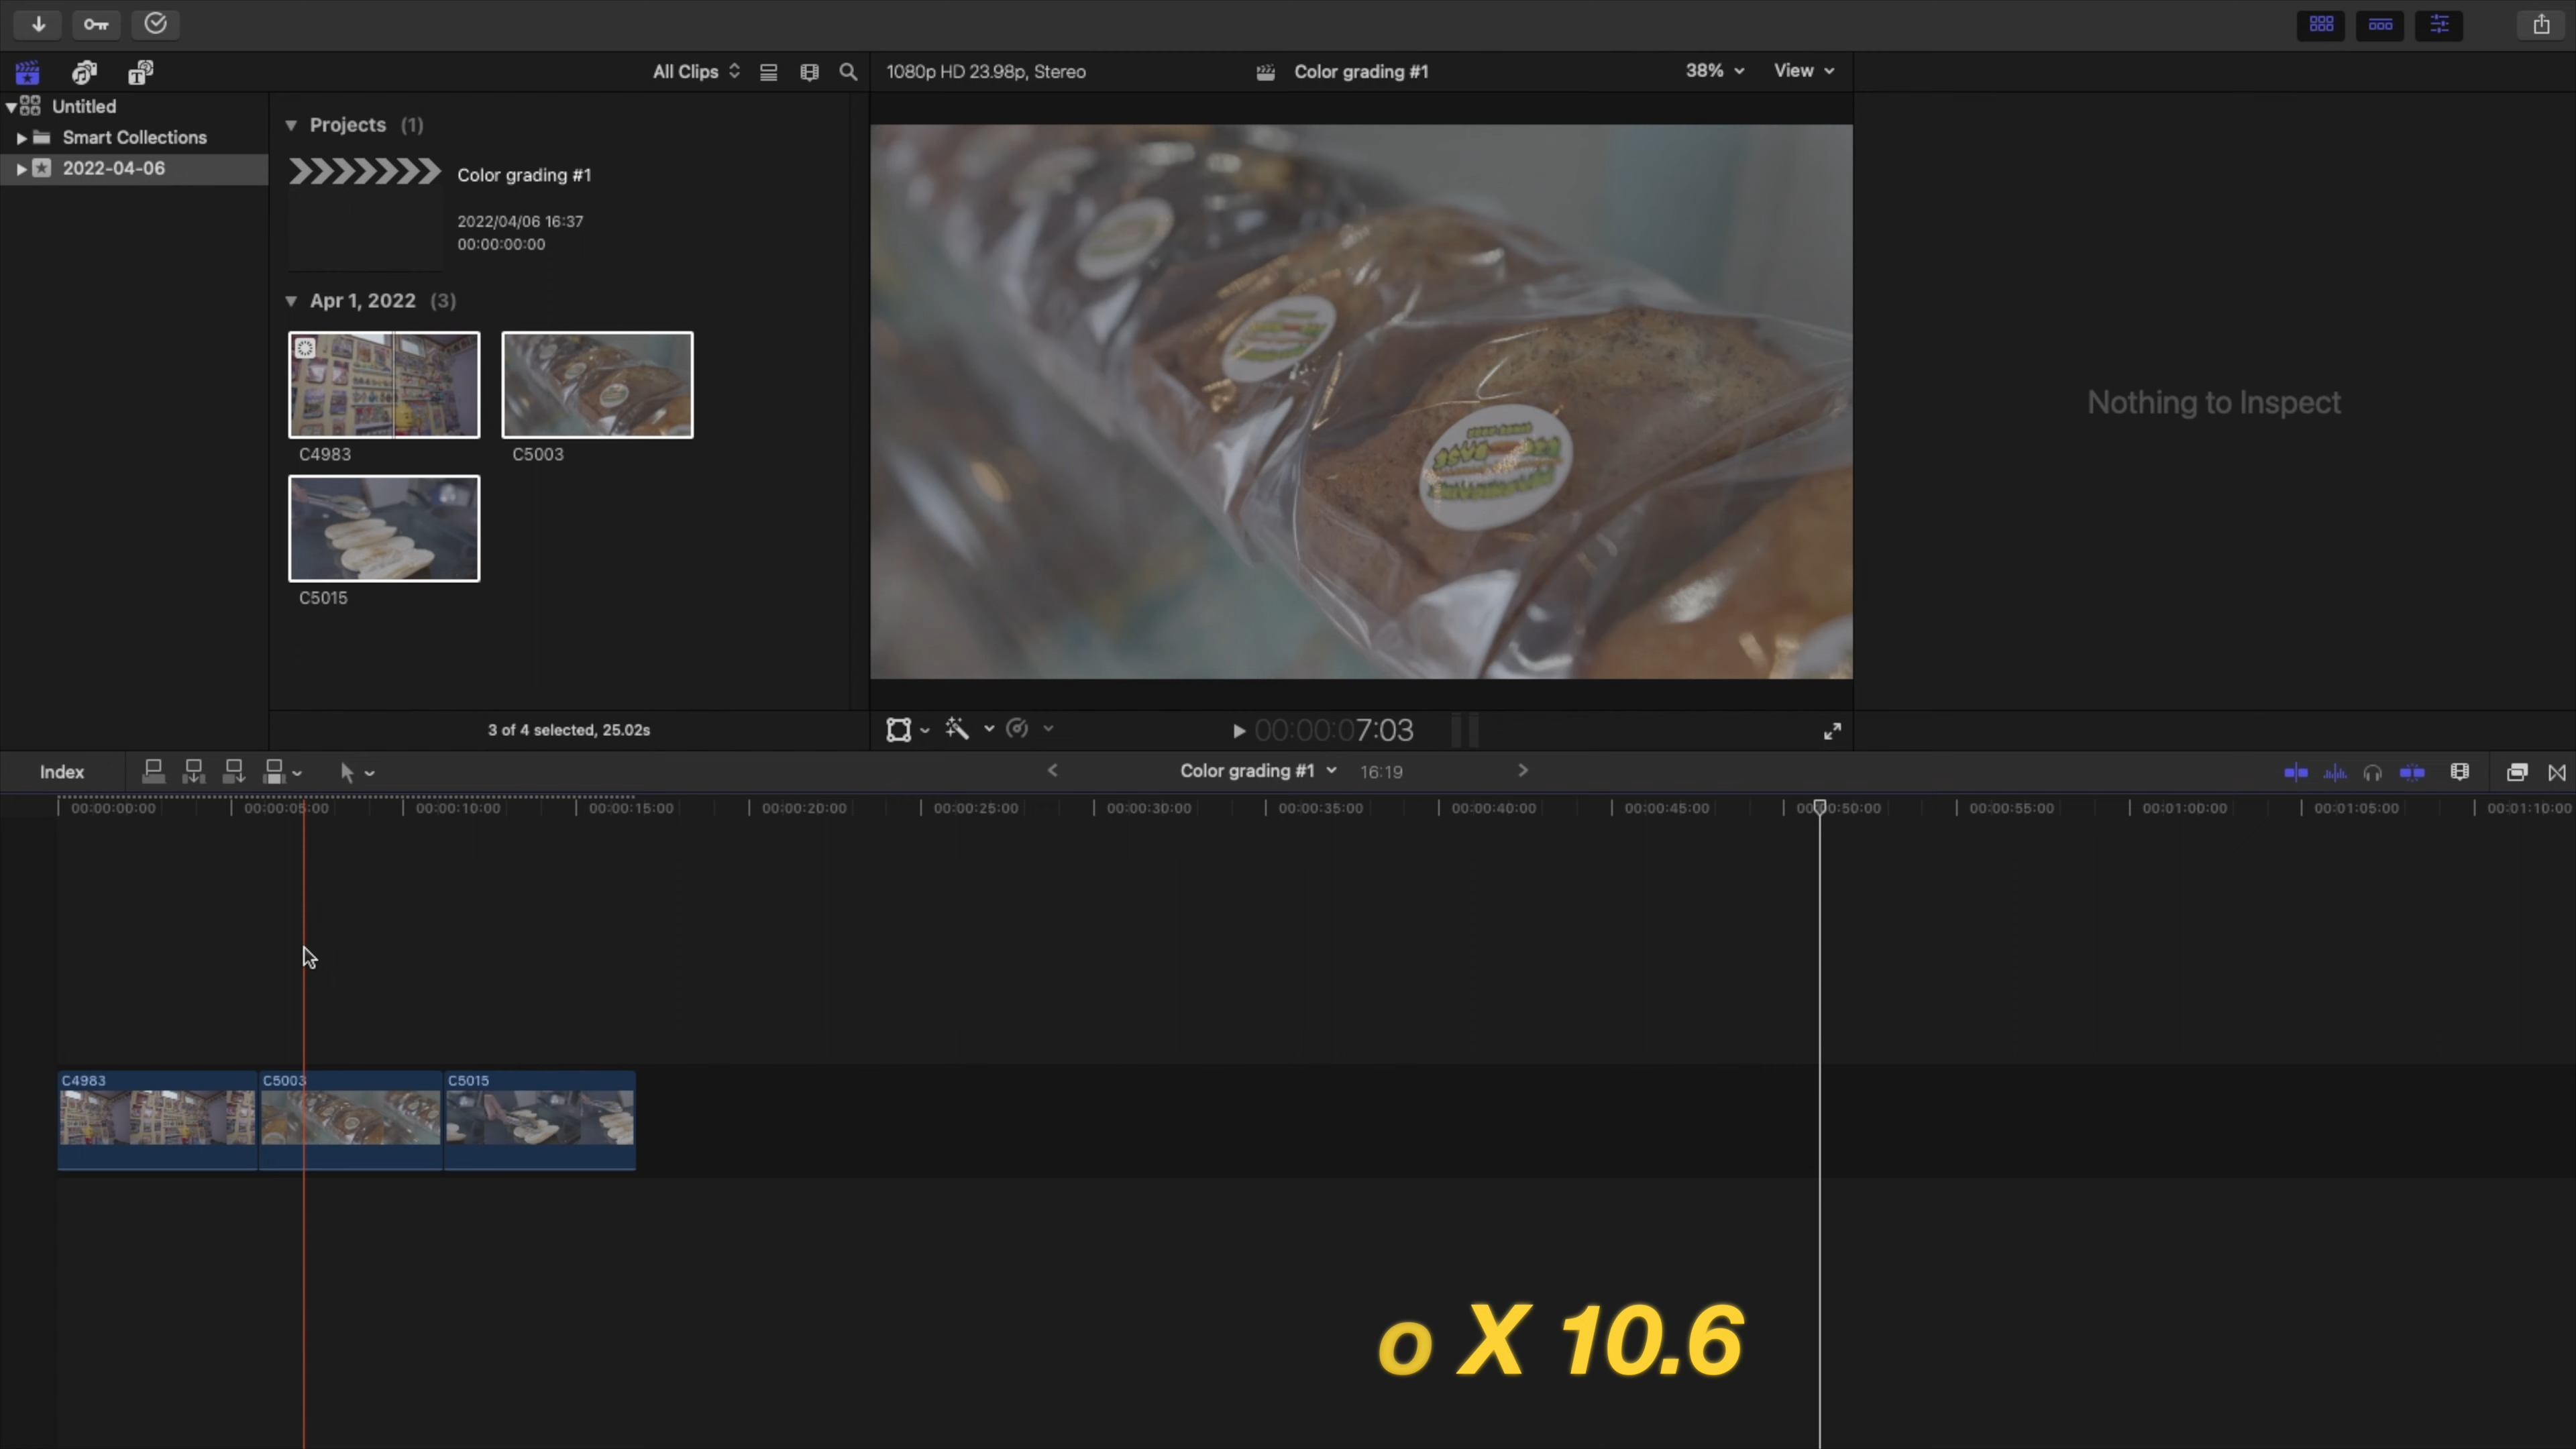 All Clips
1080p HD 23.98p, Stereo
Color grading #1
38%
View
Untitled
Smart Collections
2022-04-06
Projects (1)
Color grading #1
2022/04/06 16:37
00:00:00:00
Apr 1, 2022 (3)
C4983
C5003
C5015
Nothing to Inspect
3 of 4 selected, 25.02s
00:00:07:03
Index
Color grading #1
16:19
00:00:00:00
00:00:05:00
00:00:10:00
00:00:15:00
00:00:20:00
00:00:25:00
00:00:30:00
00:00:35:00
00:00:40:00
00:00:45:00
00:00:50:00
00:00:55:00
00:01:00:00
00:01:05:00
00:01:10:00
C4983
C5003
C5015
o X 10.6